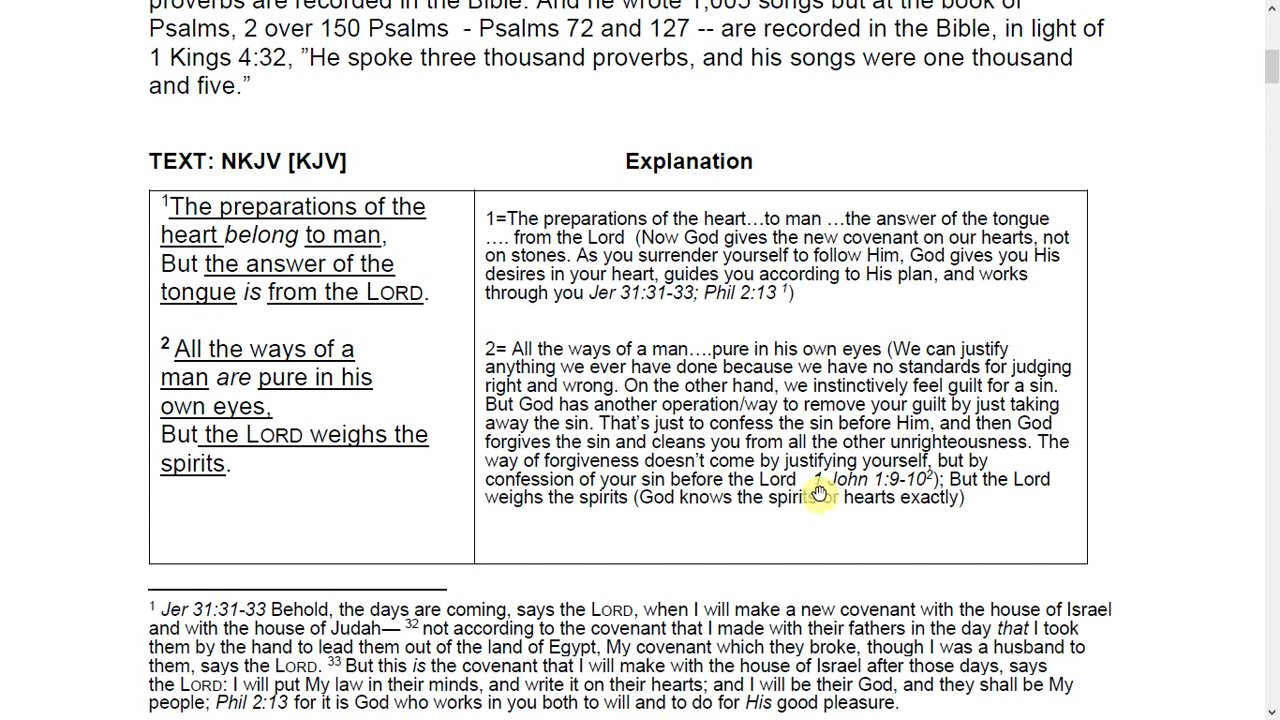 proverbs are recorded in the Bible. And he wrote 1,005 songs but at the book of
Psalms, 2 over 150 Psalms - Psalms 72 and 127 -- are recorded in the Bible, in light of
1 Kings 4:32, ”He spoke three thousand proverbs, and his songs were one thousand
and five.”
TEXT: NKJV [KJV]
Explanation
1The preparations of the
heart belong to man,
But the answer of the
tongue is from the LORD.
1=The preparations of the heart…to man …the answer of the tongue
…. from the Lord (Now God gives the new covenant on our hearts, not
on stones. As you surrender yourself to follow Him, God gives you His
desires in your heart, guides you according to His plan, and works
through you Jer 31:31-33; Phil 2:13 1)
2 All the ways of a
man are pure in his
own eyes,
But the LORD weighs the
spirits.
2= All the ways of a man….pure in his own eyes (We can justify
anything we ever have done because we have no standards for judging
right and wrong. On the other hand, we instinctively feel guilt for a sin.
But God has another operation/way to remove your guilt by just taking
away the sin. That’s just to confess the sin before Him, and then God
forgives the sin and cleans you from all the other unrighteousness. The
way of forgiveness doesn’t come by justifying yourself, but by
confession of your sin before the Lord 1 John 1:9-102); But the Lord
weighs the spirits (God knows the spirits or hearts exactly)
1 Jer 31:31-33 Behold, the days are coming, says the LORD, when I will make a new covenant with the house of Israel
and with the house of Judah— 32 not according to the covenant that I made with their fathers in the day that I took
them by the hand to lead them out of the land of Egypt, My covenant which they broke, though I was a husband to
them, says the LORD. 33 But this is the covenant that I will make with the house of Israel after those days, says
the LORD: I will put My law in their minds, and write it on their hearts; and I will be their God, and they shall be My
people; Phil 2:13 for it is God who works in you both to will and to do for His good pleasure.